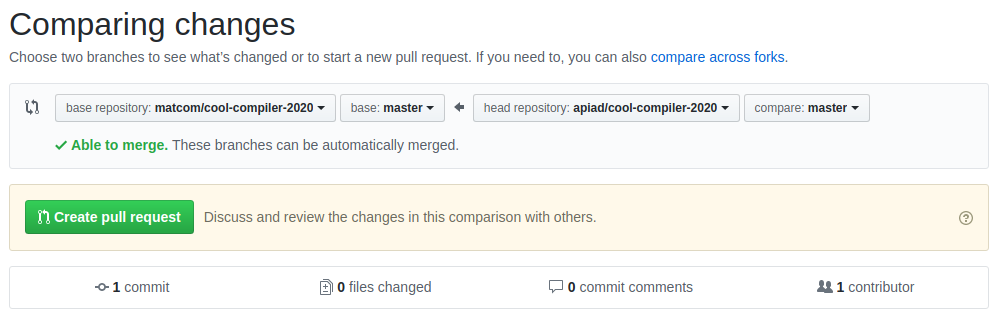 Comparing changes
Choose two branches to see what's changed or to start a new pull request. If you need to, you can also compare across forks.
base repository: matcom/cool-compiler-2020 base: master head repository: apiad/cool-compiler-2020 compare: master
Able to merge. These branches can be automatically merged.
Create pull request Discuss and review the changes in this comparison with others.
1 commit 0 files changed 0 commit comments 1 contributor